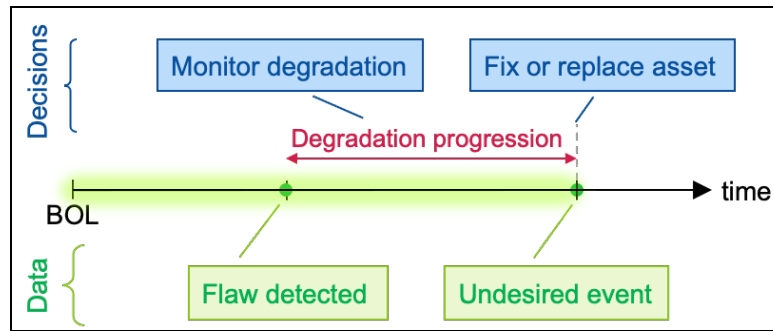 Decisions
Monitor degradation
Fix or replace asset
Degradation progression
time
BOL
Data
Flaw detected
Undesired event